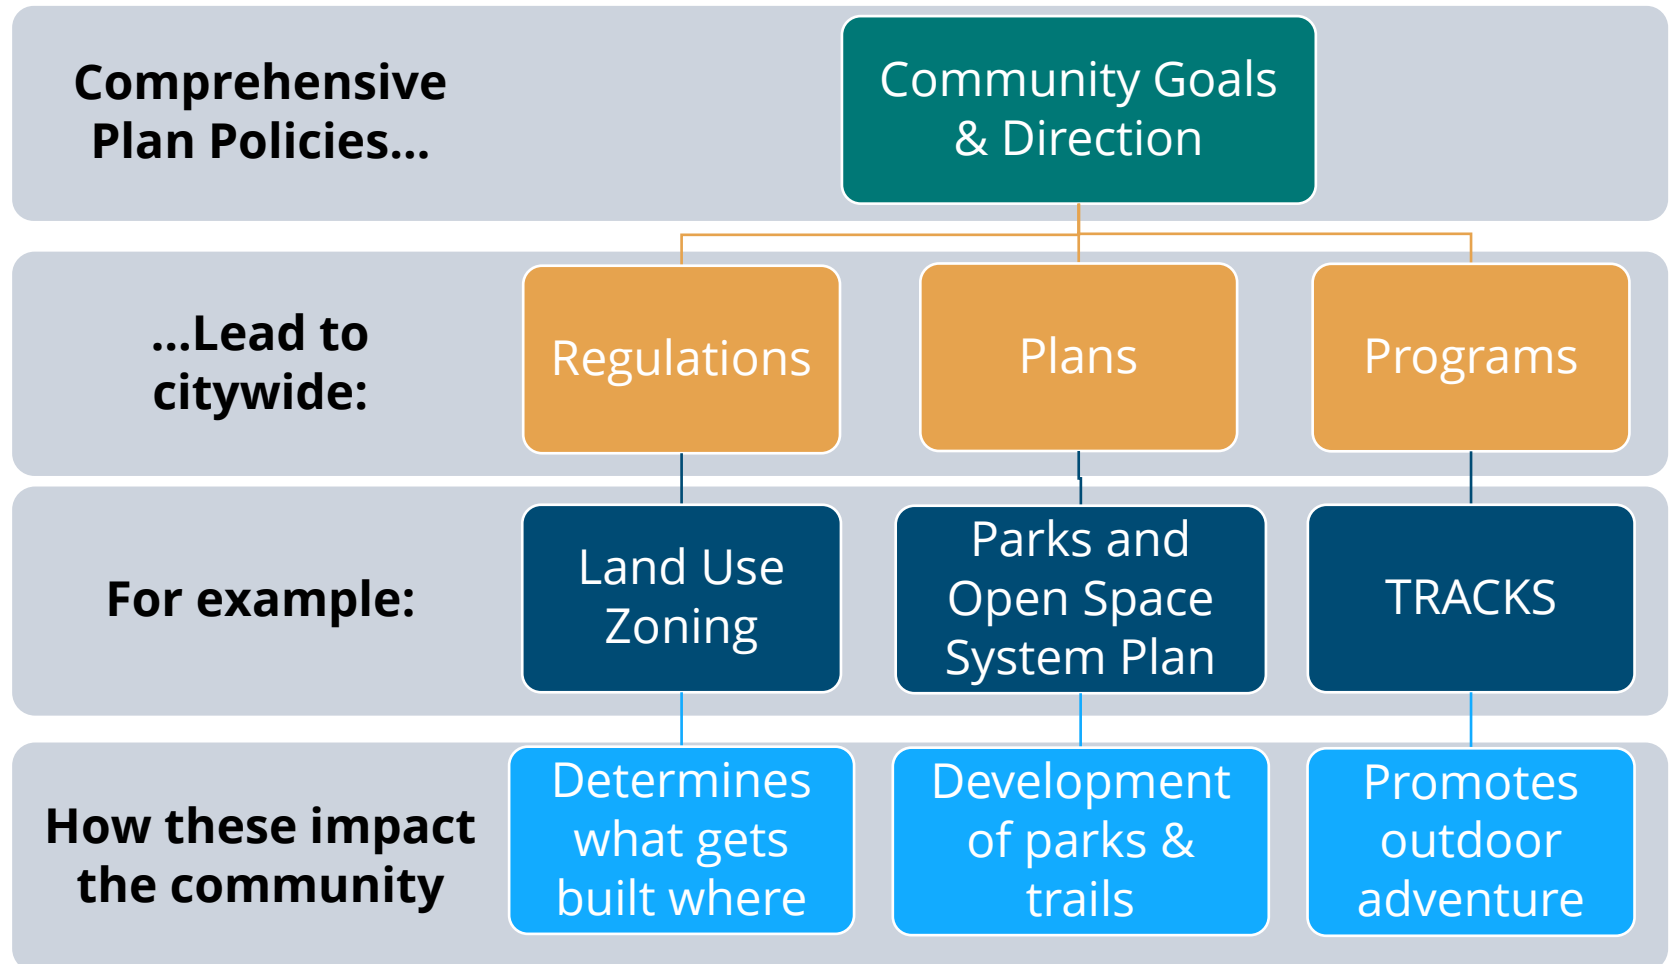 Comprehensive
Plan Policies...
Community Goals
& Direction
...Lead to
citywide:
Regulations
Plans
Programs
For example:
Land Use
Zoning
Parks and
Open Space
System Plan
TRACKS
How these impact
the community
Determines
what gets
built where
Development
of parks &
trails
Promotes
outdoor
adventure